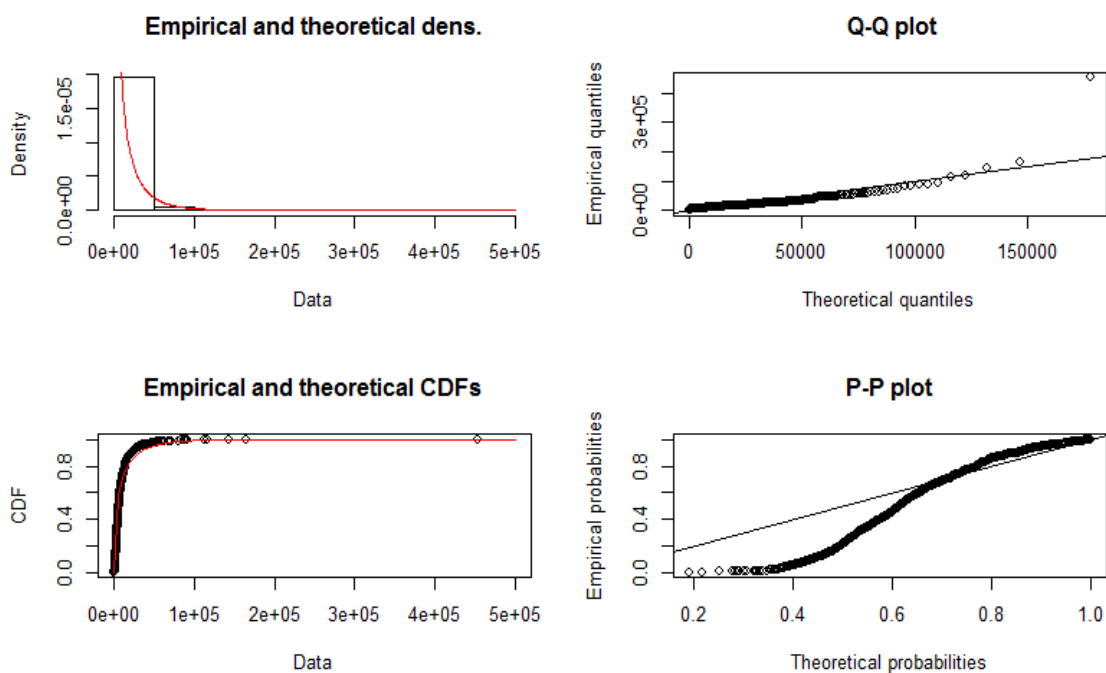 Empirical and theoretical dens.
Density
0.0e+00 1.5e-05
0e+00 1e+05 2e+05 3e+05 4e+05 5e+05
Data
Q-Q plot
Empirical quantiles
0e+00 3e+05
0 50000 100000 150000
Theoretical quantiles
Empirical and theoretical CDFs
CDF
0.0 0.4 0.8
0e+00 1e+05 2e+05 3e+05 4e+05 5e+05
Data
P-P plot
Empirical probabilities
0.0 0.4 0.8
0.2 0.4 0.6 0.8 1.0
Theoretical probabilities